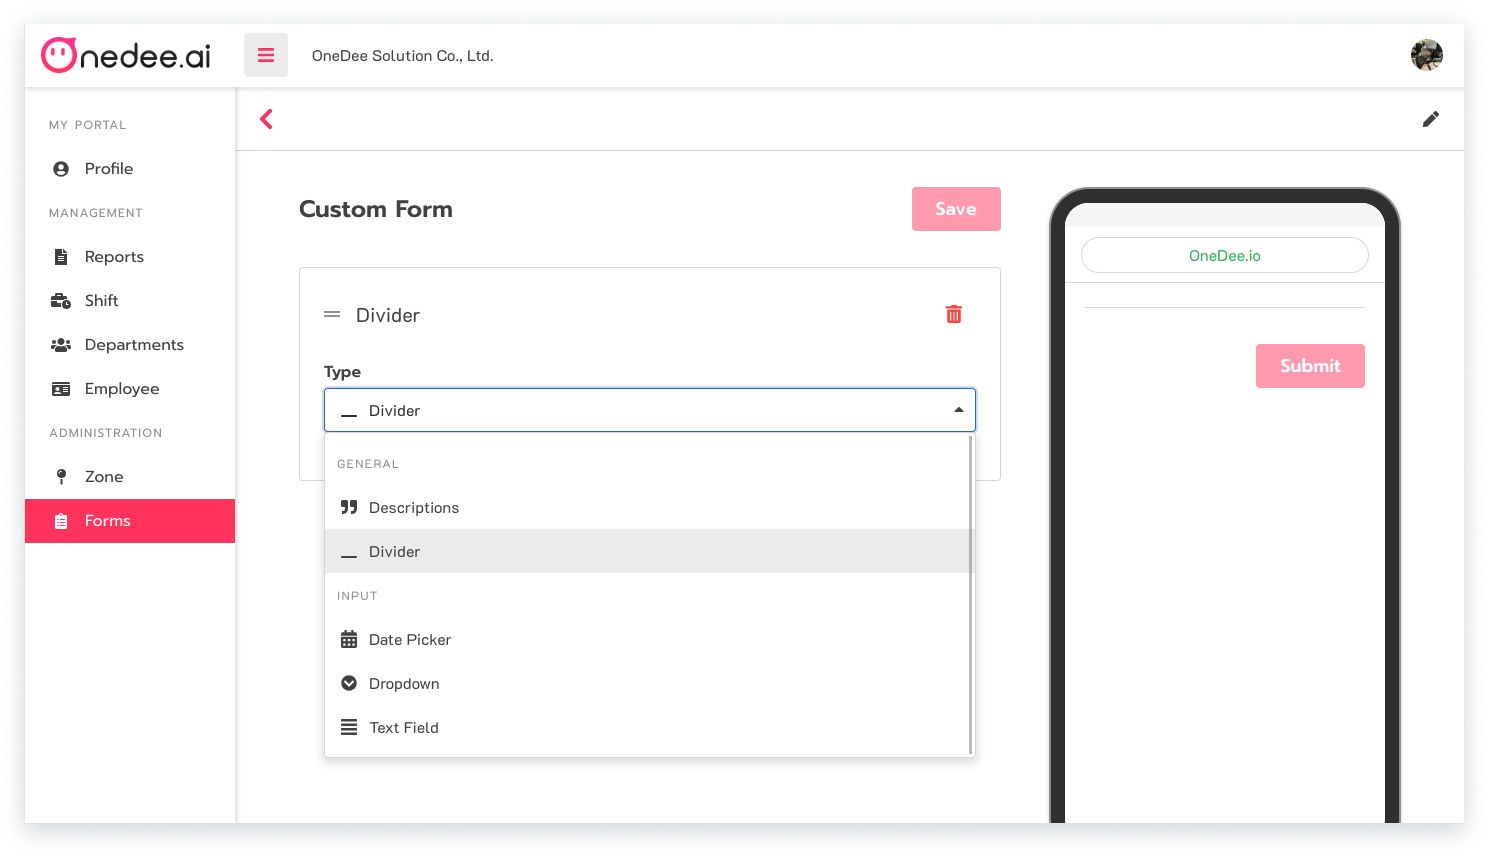 Onedee.ai
OneDee Solution Co., Ltd.
MY PORTAL
Profile
MANAGEMENT
Reports
Shift
Departments
Employee
ADMINISTRATION
Zone
Forms
Custom Form
Save
Divider
Type
Divider
GENERAL
Descriptions
Divider
INPUT
Date Picker
Dropdown
Text Field
OneDee.io
Submit